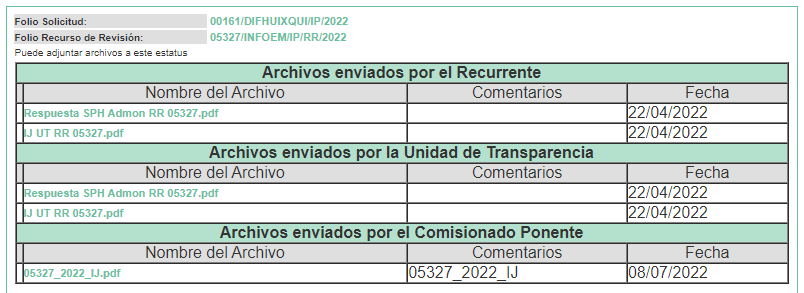 Folio Solicitud: 00161/DIFHUIXQUI/IP/2022
Folio Recurso de Revisión: 05327/INFOEM/IP/RR/2022
Puede adjuntar archivos a este estatus
Archivos enviados por el Recurrente
Nombre del Archivo Comentarios Fecha
Respuesta SPH Admon RR 05327.pdf 22/04/2022
IJ UT RR 05327.pdf 22/04/2022
Archivos enviados por la Unidad de Transparencia
Nombre del Archivo Comentarios Fecha
Respuesta SPH Admon RR 05327.pdf 22/04/2022
IJ UT RR 05327.pdf 22/04/2022
Archivos enviados por el Comisionado Ponente
Nombre del Archivo Comentarios Fecha
05327_2022_IJ.pdf 05327_2022_IJ 08/07/2022